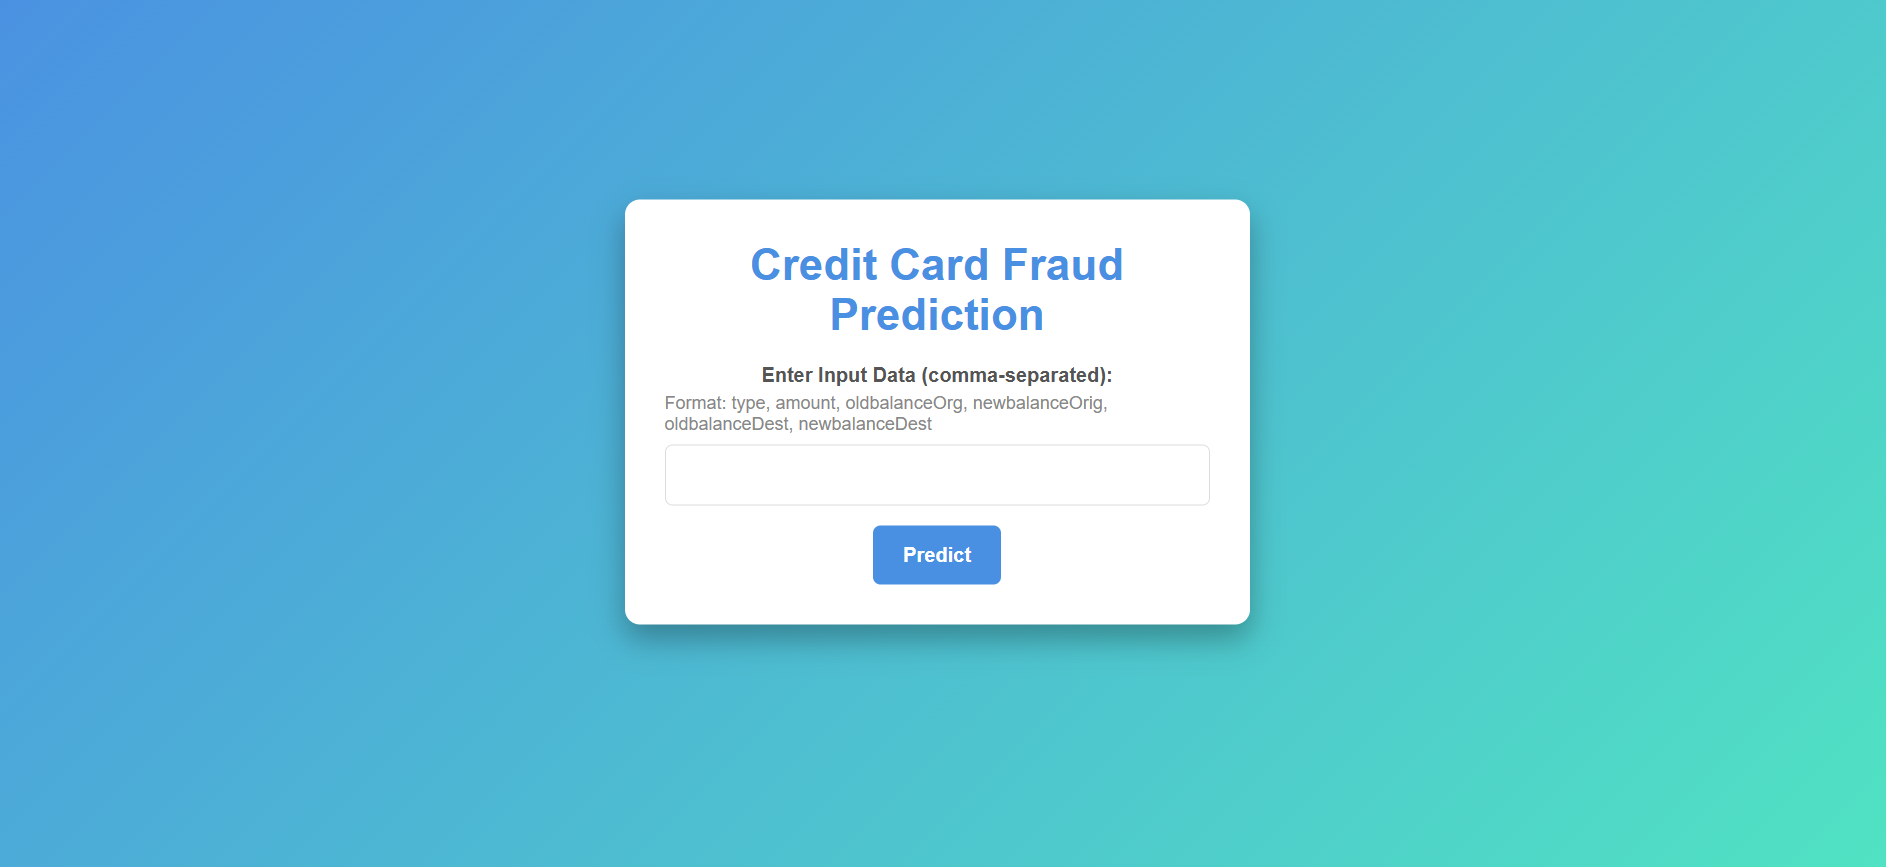 Credit Card Fraud
Prediction
Enter Input Data (comma-separated):
Format: type, amount, oldbalanceOrg, newbalanceOrig,
oldbalanceDest, newbalanceDest
Predict